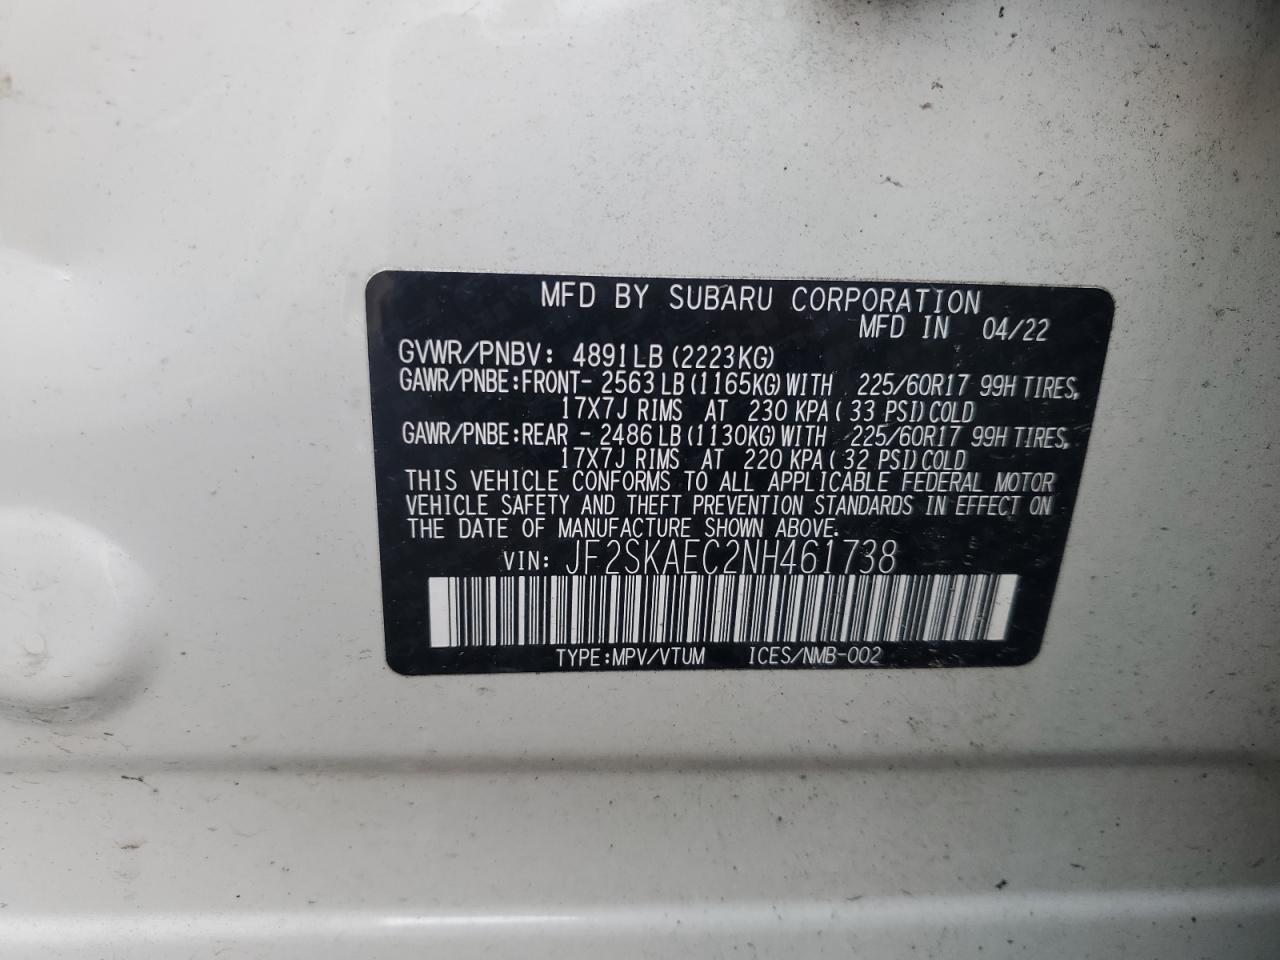 MFD BY SUBARU CORPORATION
MFD IN 04/22
GVWR/PNBV: 4891LB (2223KG)
GAWR/PNBE:FRONT- 2563LB (1165KG) WITH 225/60R17 99H TIRES,
17X7J RIMS AT 230 KPA (33 PSI) COLD
GAWR/PNBE:REAR - 2486LB (1130KG) WITH 225/60R17 99H TIRES,
17X7J RIMS AT 220 KPA (32 PSI) COLD
THIS VEHICLE CONFORMS TO ALL APPLICABLE FEDERAL MOTOR
VEHICLE SAFETY AND THEFT PREVENTION STANDARDS IN EFFECT ON
THE DATE OF MANUFACTURE SHOWN ABOVE.
VIN: JF2SKAEC2NH461738
TYPE:MPV/VTUM ICES/NMB-002